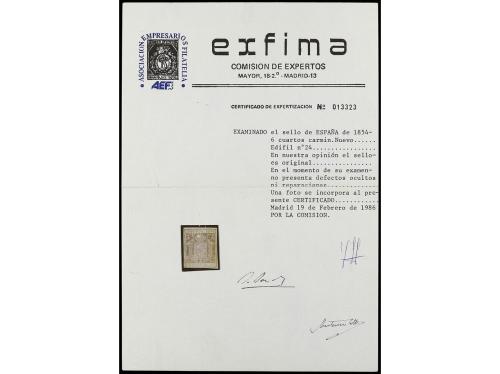 exfima
COMISION DE EXPERTOS
MAYOR, 18-2.º - MADRID-13
ASOCIACION EMPRESARIOS FILATELIA
AEF
CERTIFICADO DE EXPERTIZACION Nº 013323
EXAMINADO el sello de ESPAÑA de 1854-
6 cuartos carmin.Nuevo......
Edifil nº24.................
En nuestra opinión el sello-
es original................
En el momento de su examen-
no presenta defectos ocultos
ni reparaciones............
Una foto se incorpora al pre-
sente CERTIFICADO..........
Madrid 19 de Febrero de 1986
POR LA COMISION.